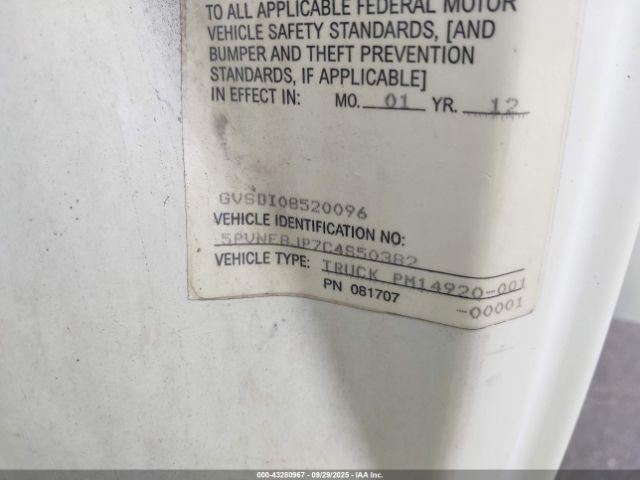 TO ALL APPLICABLE FEDERAL MOTOR
VEHICLE SAFETY STANDARDS, [AND
BUMPER AND THEFT PREVENTION
STANDARDS, IF APPLICABLE]
IN EFFECT IN: MO. 01 YR. 12
GVSDI08520096
VEHICLE IDENTIFICATION NO:
5PVNE8JP7C4S50382
VEHICLE TYPE: TRUCK PM14920-001
PN 081707 -00001
000-43280967 - 09/29/2025 - IAA Inc.